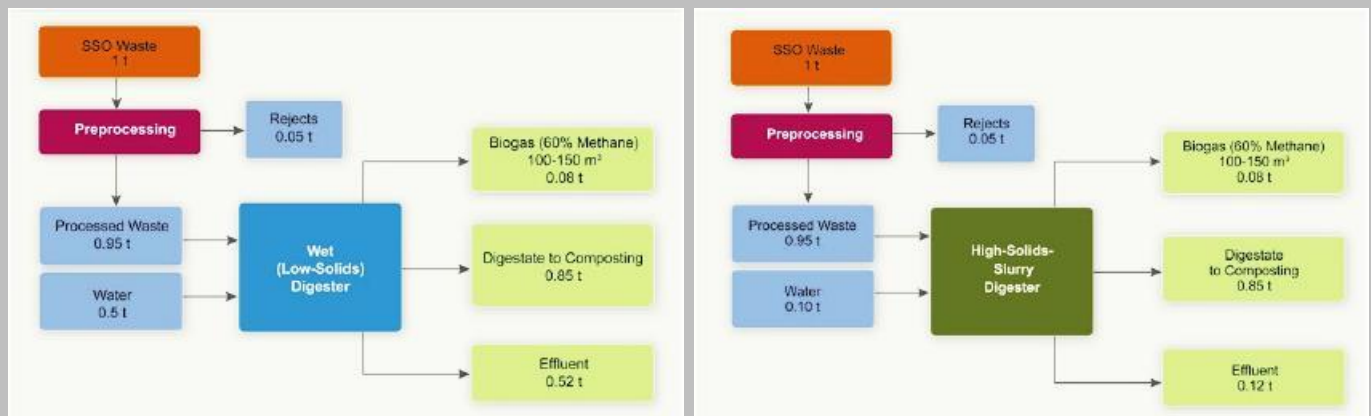 SSO Waste
1 t
Preprocessing
Rejects
0.05 t
Biogas (60% Methane)
100-150 m³
0.08 t
Processed Waste
0.95 t
Wet
(Low-Solids)
Digester
Digestate to Composting
0.85 t
Water
0.5 t
Effluent
0.52 t
SSO Waste
1 t
Preprocessing
Rejects
0.05 t
Biogas (60% Methane)
100-150 m³
0.08 t
Processed Waste
0.95 t
High-Solids-
Slurry
Digester
Digestate
to Composting
0.85 t
Water
0.10 t
Effluent
0.12 t